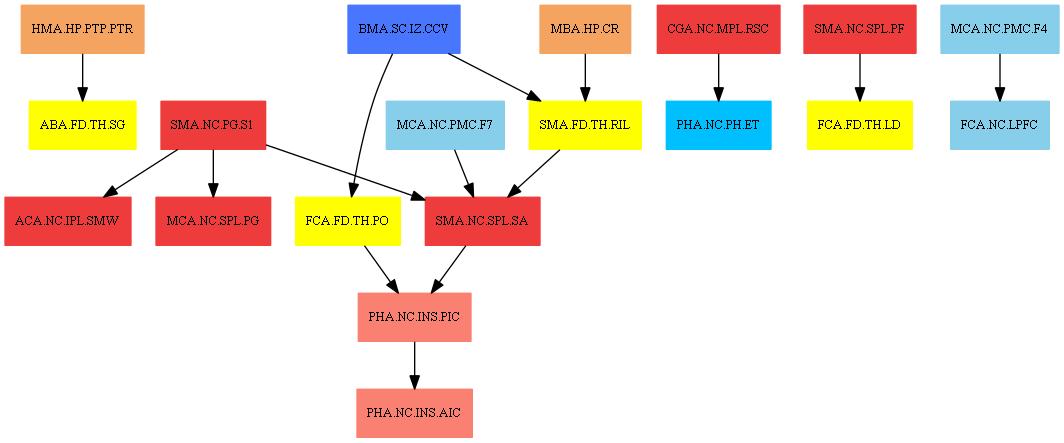 HMA.HP.PTP.PTR
BMA.SC.IZ.CCV
MBA.HP.CR
CGA.NC.MPL.RSC
SMA.NC.SPL.PF
MCA.NC.PMC.F4
ABA.FD.TH.SG
SMA.NC.PG.S1
MCA.NC.PMC.F7
SMA.FD.TH.RIL
PHA.NC.PH.ET
FCA.FD.TH.LD
FCA.NC.LPFC
ACA.NC.IPL.SMW
MCA.NC.SPL.PG
FCA.FD.TH.PO
SMA.NC.SPL.SA
PHA.NC.INS.PIC
PHA.NC.INS.AIC